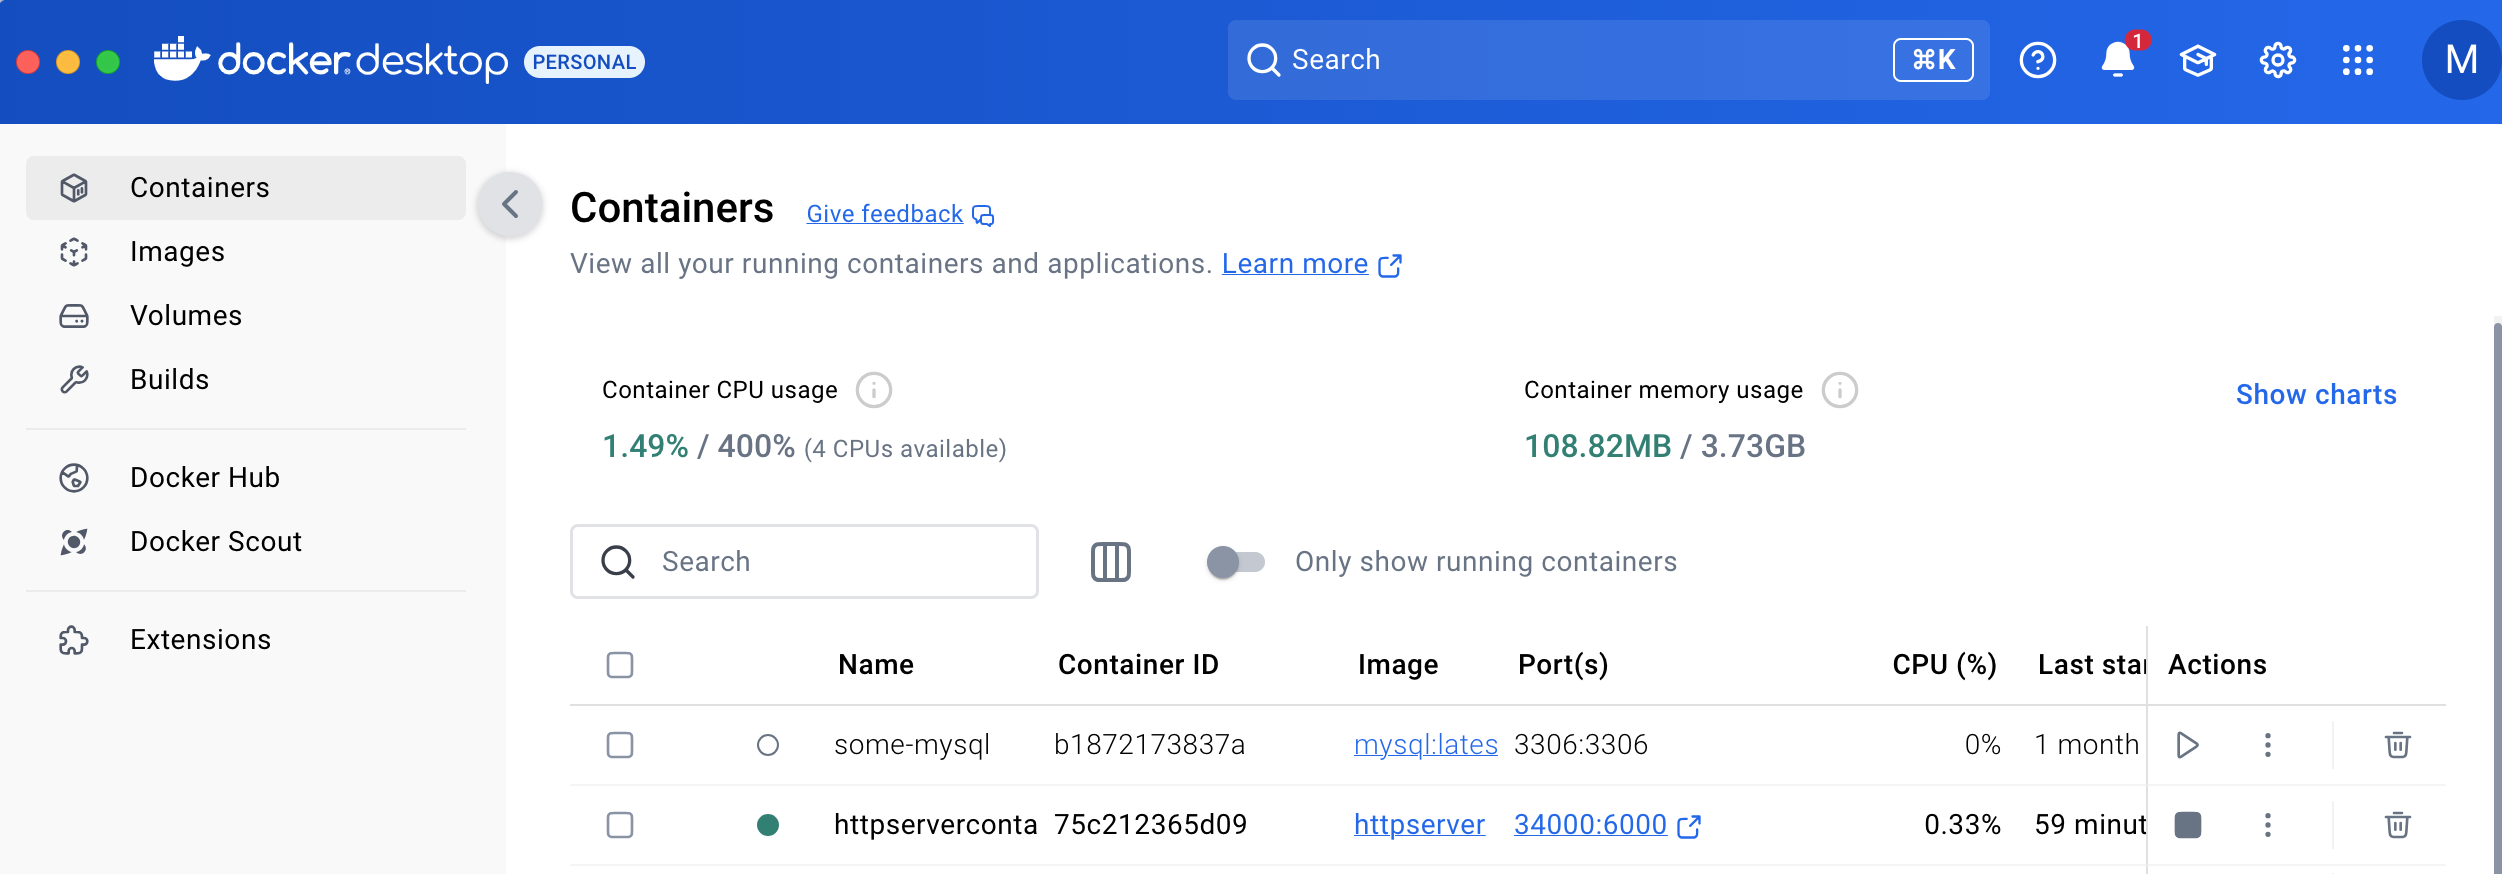 docker desktop PERSONAL Search ⌘K 1 M
Containers
Images
Volumes
Builds
Docker Hub
Docker Scout
Extensions
Containers Give feedback
View all your running containers and applications. Learn more
Container CPU usage
1.49% / 400% (4 CPUs available)
Container memory usage
108.82MB / 3.73GB
Show charts
Search Only show running containers
Name Container ID Image Port(s) CPU (%) Last star Actions
some-mysql b1872173837a mysql:lates 3306:3306 0% 1 month
httpserverconta 75c212365d09 httpserver 34000:6000 0.33% 59 minut